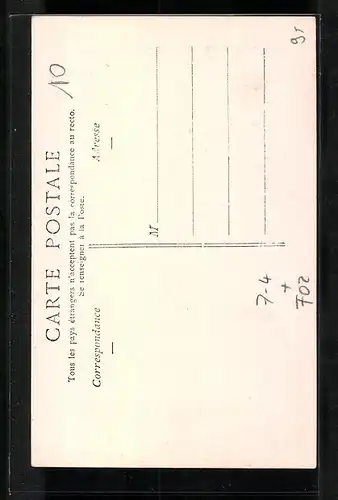 CARTE POSTALE
Tous les pays étrangers n'acceptent pas la correspondance au recto.
Se renseigner à la Poste.
Correspondance
Adresse
M
10
95
7-4
+
702